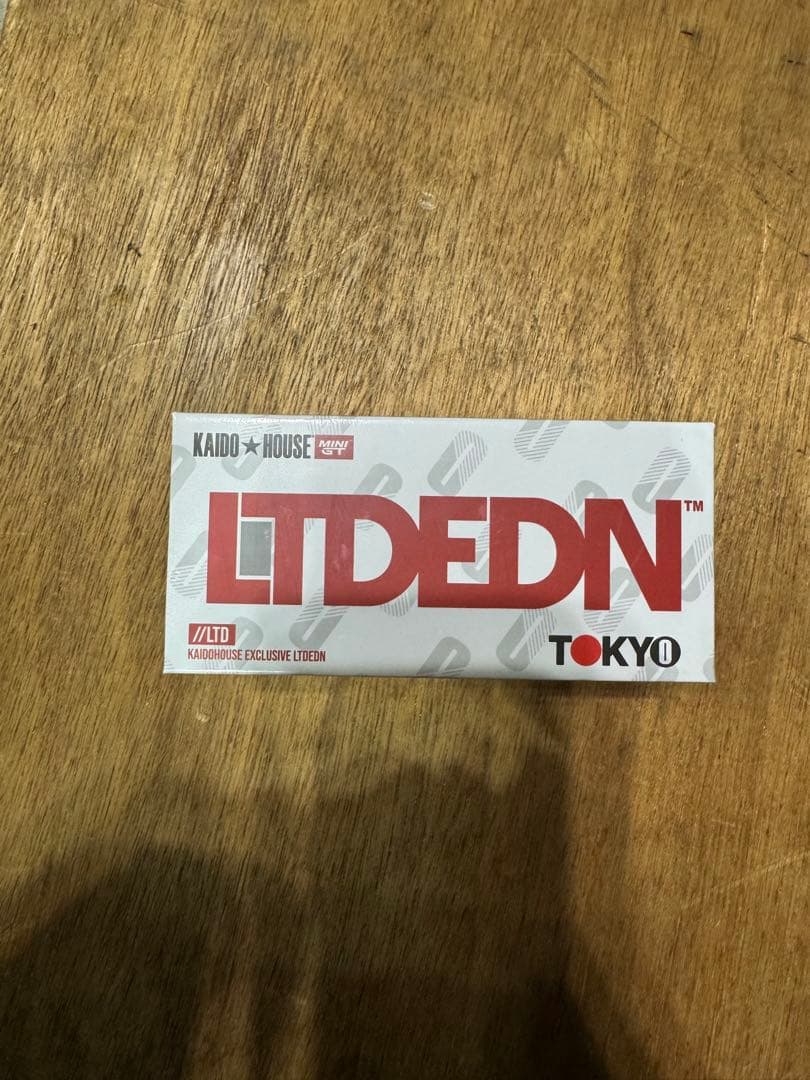 KAIDO★HOUSE MINI GT
LTDEDN™
//LTD
KAIDOHOUSE EXCLUSIVE LTDEDN
TOKYO